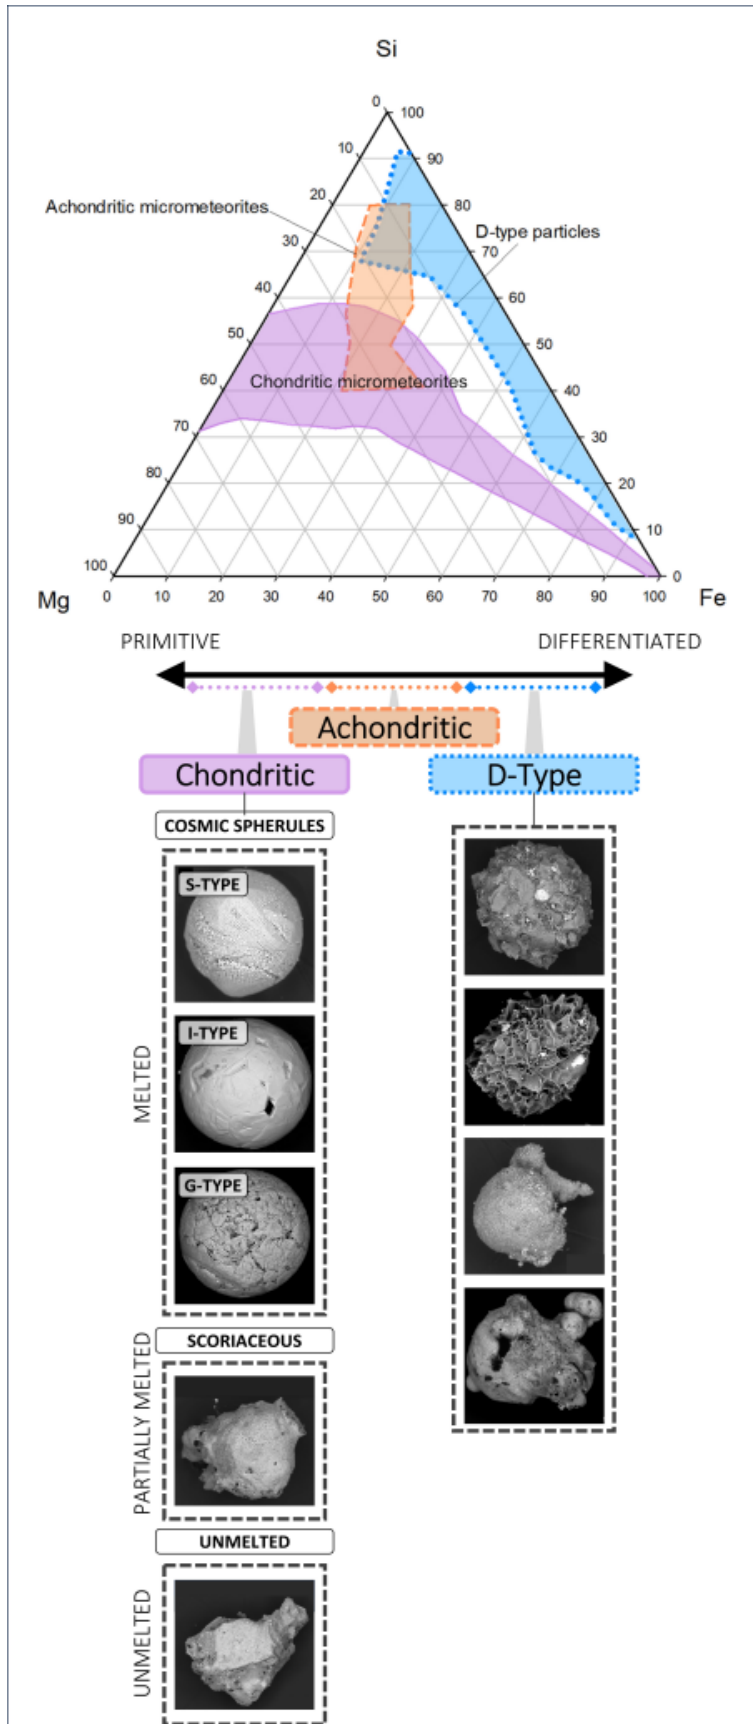 Si
0
100
10
90
20
80
Achondritic micrometeorites
D-type particles
30
70
40
60
50
50
Chondritic micrometeorites
60
40
70
30
80
20
90
10
100
0
Mg
0
10
20
30
40
50
60
70
80
90
100
Fe
PRIMITIVE
DIFFERENTIATED
Achondritic
Chondritic
D-Type
COSMIC SPHERULES
S-TYPE
I-TYPE
MELTED
G-TYPE
SCORIACEOUS
PARTIALLY MELTED
UNMELTED
UNMELTED